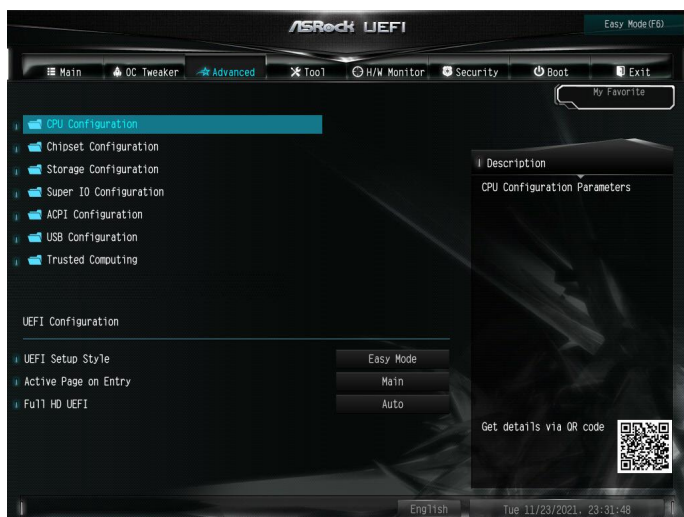 ASRock UEFI
Easy Mode(F6)
Main OC Tweaker Advanced Tool H/W Monitor Security Boot Exit
My Favorite
CPU Configuration
Chipset Configuration
Storage Configuration
Super IO Configuration
ACPI Configuration
USB Configuration
Trusted Computing
UEFI Configuration
UEFI Setup Style Easy Mode
Active Page on Entry Main
Full HD UEFI Auto
Description
CPU Configuration Parameters
Get details via QR code
English Tue 11/23/2021. 23:31:48